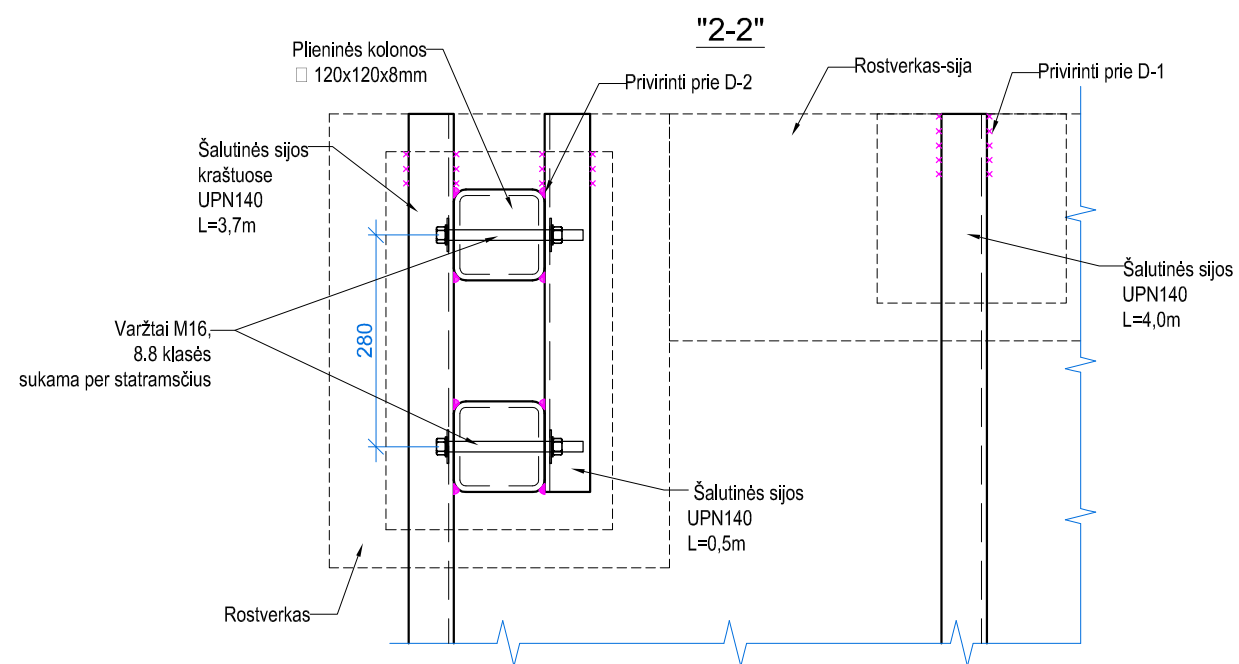 "2-2"
Plieninės kolonos
□ 120x120x8mm
Privirinti prie D-2
Rostverkas-sija
Privirinti prie D-1
Šalutinės sijos
kraštuose
UPN140
L=3,7m
Šalutinės sijos
UPN140
L=4,0m
Varžtai M16,
8.8 klasės
sukama per statramsčius
280
Šalutinės sijos
UPN140
L=0,5m
Rostverkas